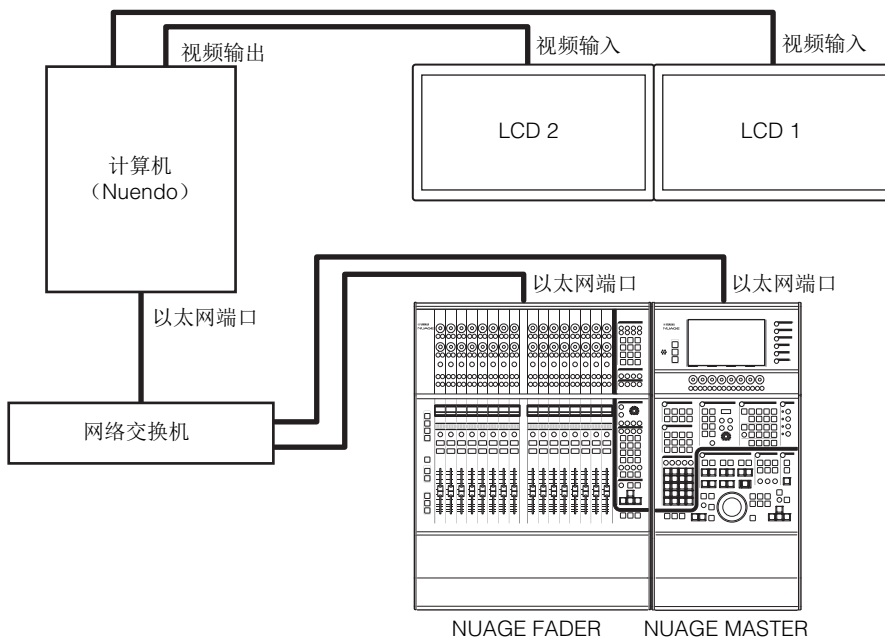 视频输出
视频输入
视频输入
LCD 2
LCD 1
计算机
（Nuendo）
以太网端口
以太网端口
以太网端口
网络交换机
NUAGE FADER
NUAGE MASTER